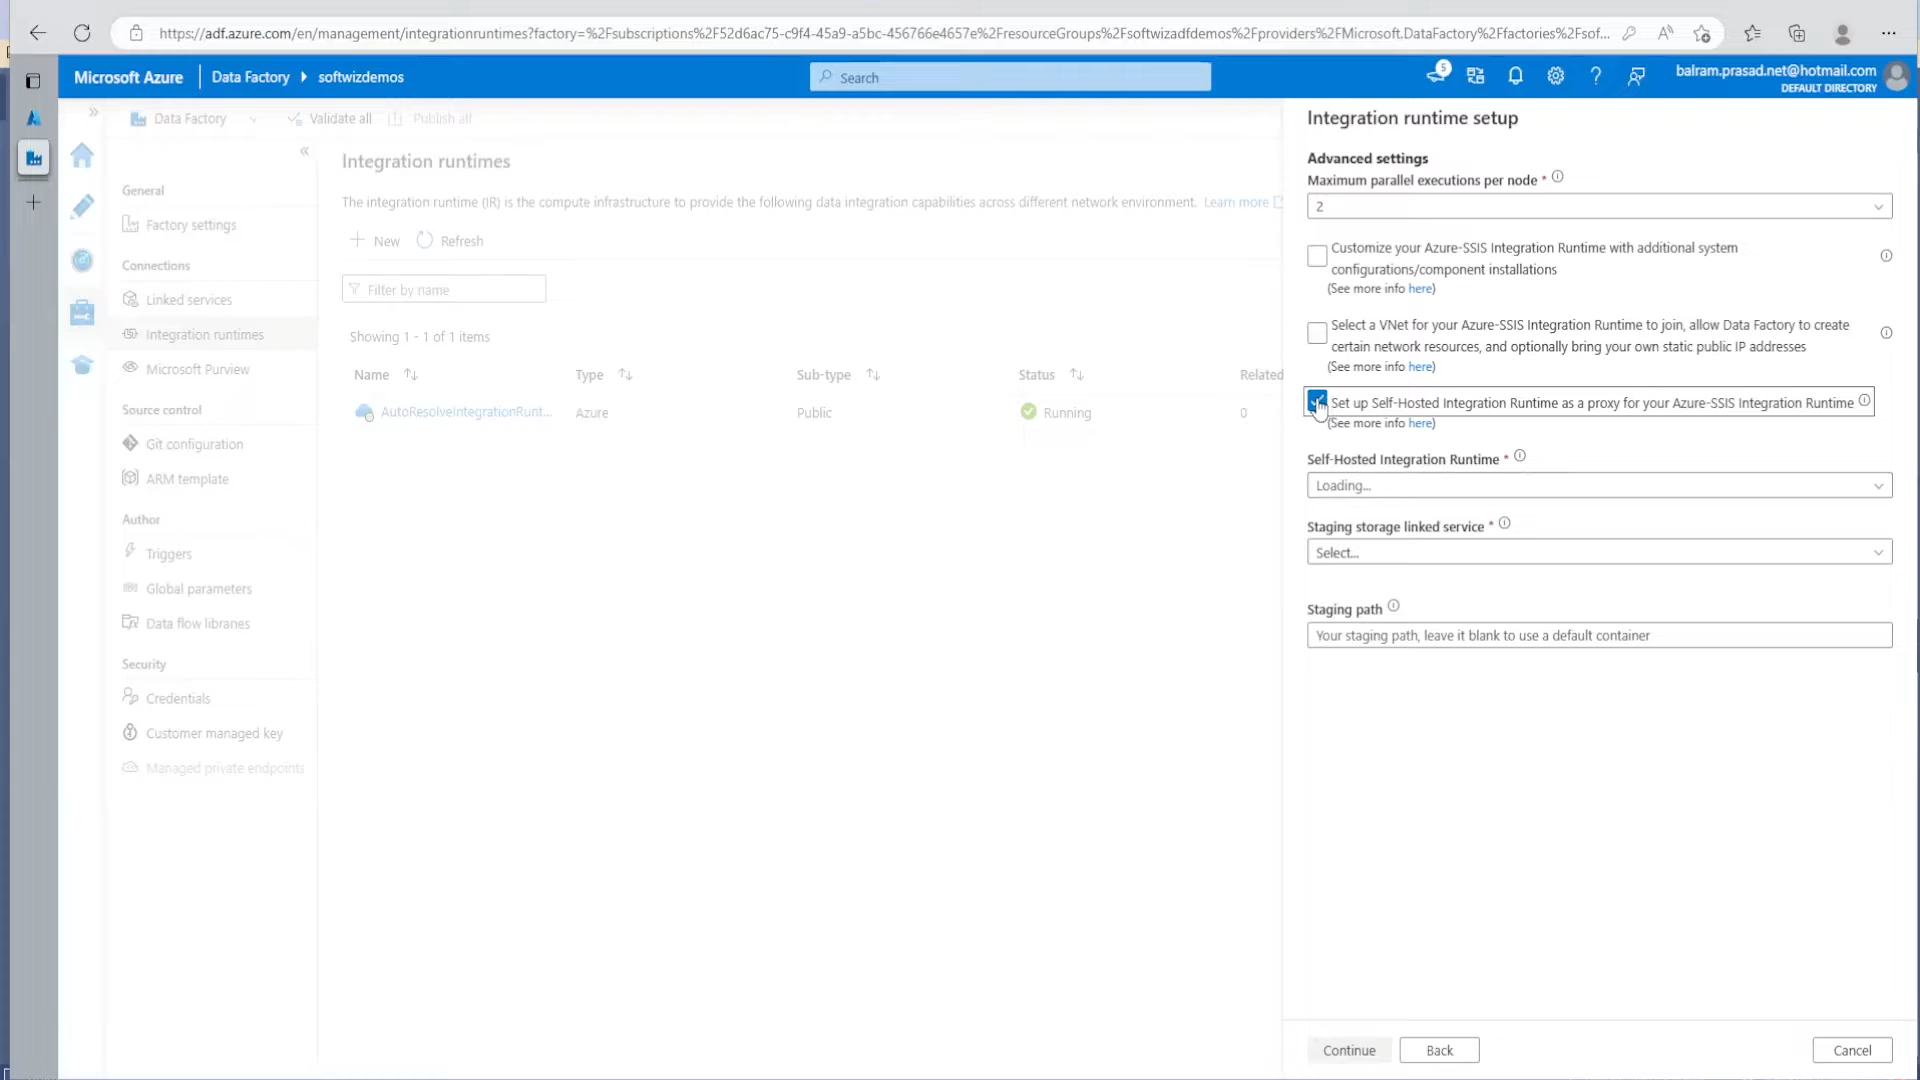 https://adf.azure.com/en/management/integrationruntimes?factory=%2Fsubscriptions%2F52d6ac75-c9f4-45a9-a5bc-456766e4657e%2FresourceGroups%2Fsoftwizadfdemos%2Fproviders%2FMicrosoft.DataFactory%2Ffactories%2Fsof...
Microsoft Azure
Data Factory
softwizdemos
Search
5
balram.prasad.net@hotmail.com
DEFAULT DIRECTORY
Data Factory
Validate all
Publish all
General
Factory settings
Connections
Linked services
Integration runtimes
Microsoft Purview
Source control
Git configuration
ARM template
Author
Triggers
Global parameters
Data flow libraries
Security
Credentials
Customer managed key
Managed private endpoints
Integration runtimes
The integration runtime (IR) is the compute infrastructure to provide the following data integration capabilities across different network environment. Learn more
New
Refresh
Filter by name
Showing 1 - 1 of 1 items
Name Type Sub-type Status Related
AutoResolveIntegrationRunt... Azure Public Running 0
Integration runtime setup
Advanced settings
Maximum parallel executions per node *
2
Customize your Azure-SSIS Integration Runtime with additional system
configurations/component installations
(See more info here)
Select a VNet for your Azure-SSIS Integration Runtime to join, allow Data Factory to create
certain network resources, and optionally bring your own static public IP addresses
(See more info here)
Set up Self-Hosted Integration Runtime as a proxy for your Azure-SSIS Integration Runtime
(See more info here)
Self-Hosted Integration Runtime *
Loading...
Staging storage linked service *
Select...
Staging path
Your staging path, leave it blank to use a default container
Continue
Back
Cancel